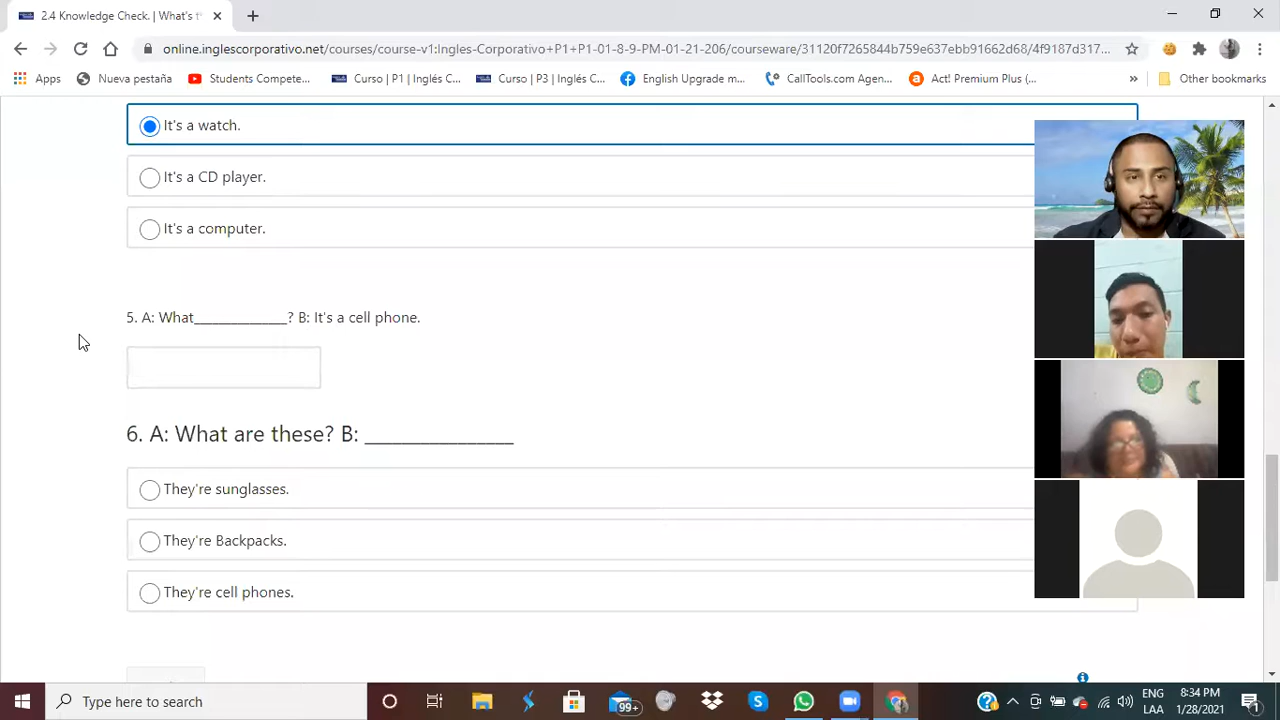 2.4 Knowledge Check. | What's t
online.inglescorporativo.net/courses/course-v1:Ingles-Corporativo+P1+P1-01-8-9-PM-01-21-206/courseware/31120f7265844b759e637ebb91662d68/4f9187d317...
Apps Nueva pestaña Students Compete... Curso | P1 | Inglés C... Curso | P3 | Inglés C... English Upgrade m... CallTools.com Agen... Act! Premium Plus (... » Other bookmarks
It's a watch.
It's a CD player.
It's a computer.
5. A: What______________? B: It's a cell phone.
6. A: What are these? B: ______________
They're sunglasses.
They're Backpacks.
They're cell phones.
Type here to search
99+
ENG
LAA
8:34 PM
1/28/2021
1